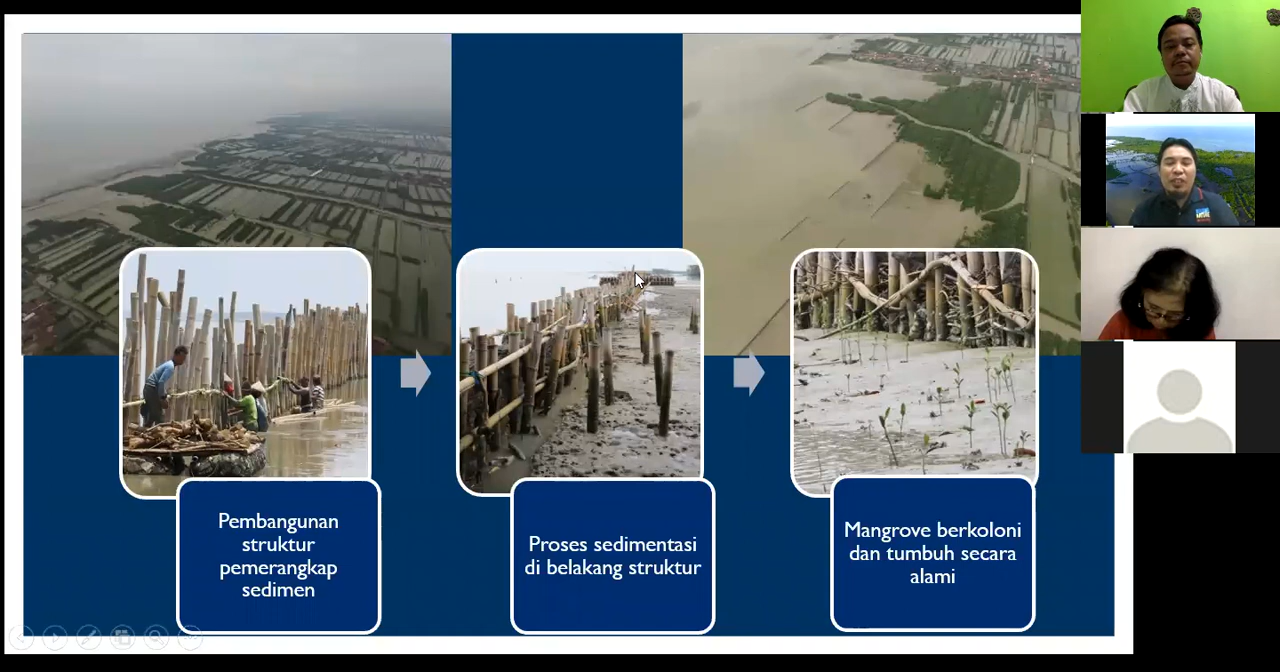 Pembangunan
struktur
pemerangkap
sedimen
Proses sedimentasi
di belakang struktur
Mangrove berkoloni
dan tumbuh secara
alami